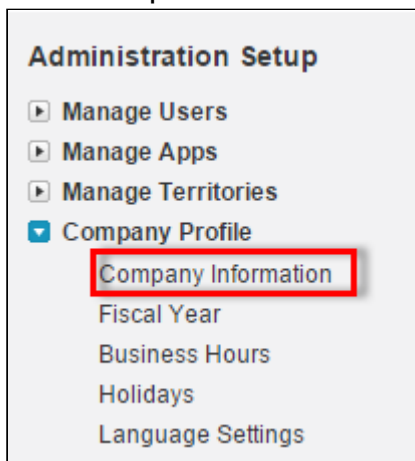 Administration Setup
Manage Users
Manage Apps
Manage Territories
Company Profile
Company Information
Fiscal Year
Business Hours
Holidays
Language Settings